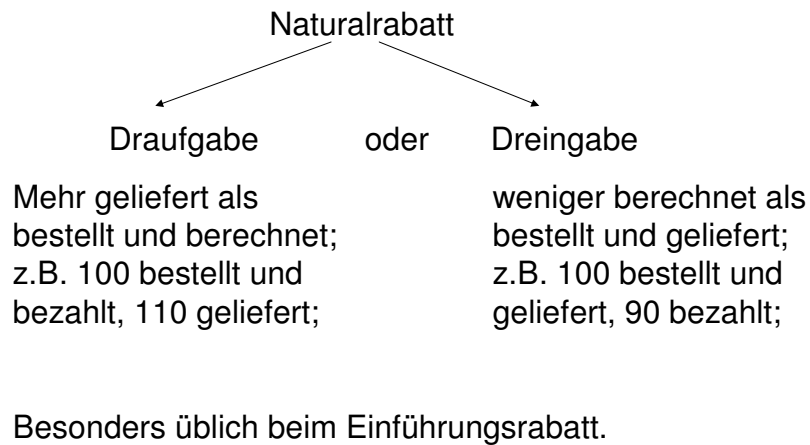 Naturalrabatt
Draufgabe oder Dreingabe
Mehr geliefert als
bestellt und berechnet;
z.B. 100 bestellt und
bezahlt, 110 geliefert;
weniger berechnet als
bestellt und geliefert;
z.B. 100 bestellt und
geliefert, 90 bezahlt;
Besonders üblich beim Einführungsrabatt.